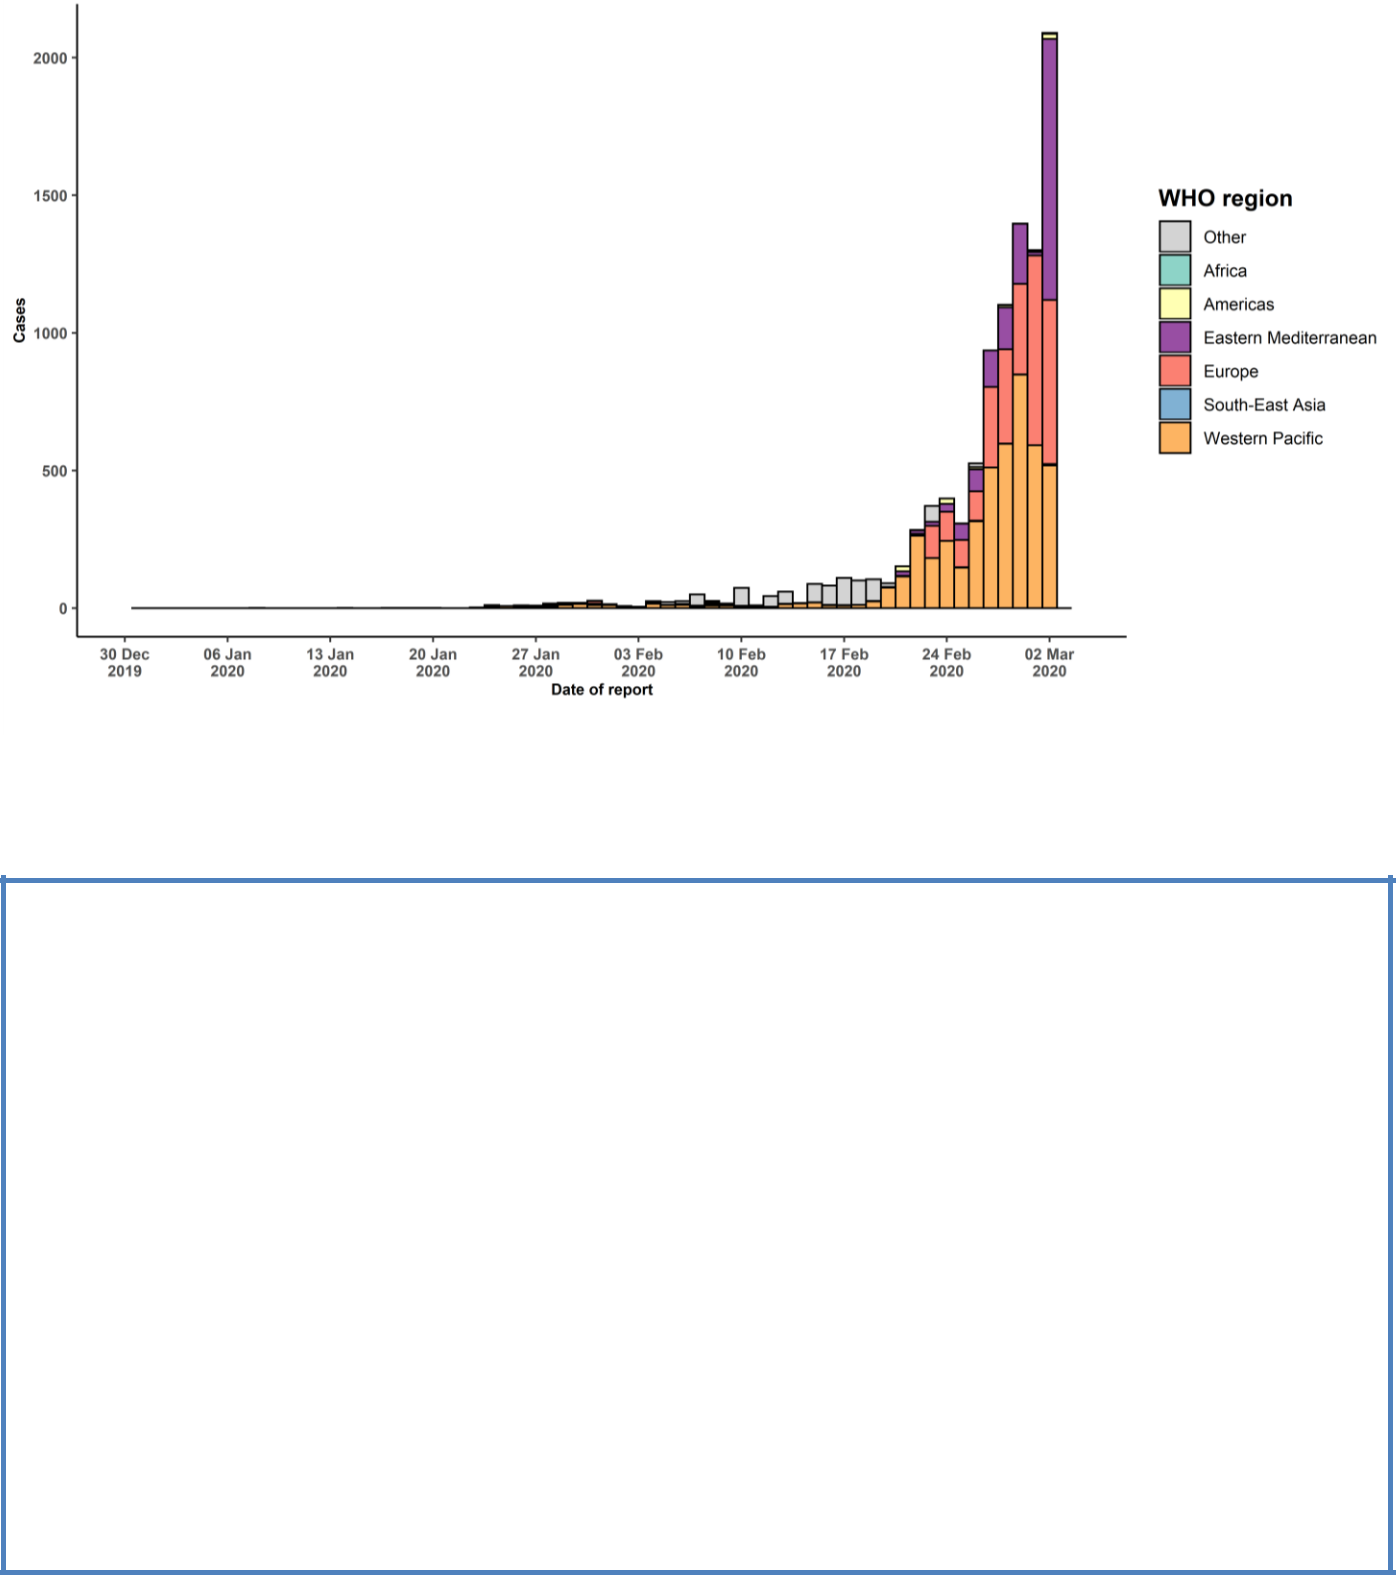 2000
1500
1000
500
0
Cases
30 Dec 06 Jan 13 Jan 20 Jan 27 Jan 03 Feb 10 Feb 17 Feb 24 Feb 02 Mar
2019 2020 2020 2020 2020 2020 2020 2020 2020 2020
Date of report
WHO region
Other
Africa
Americas
Eastern Mediterranean
Europe
South-East Asia
Western Pacific